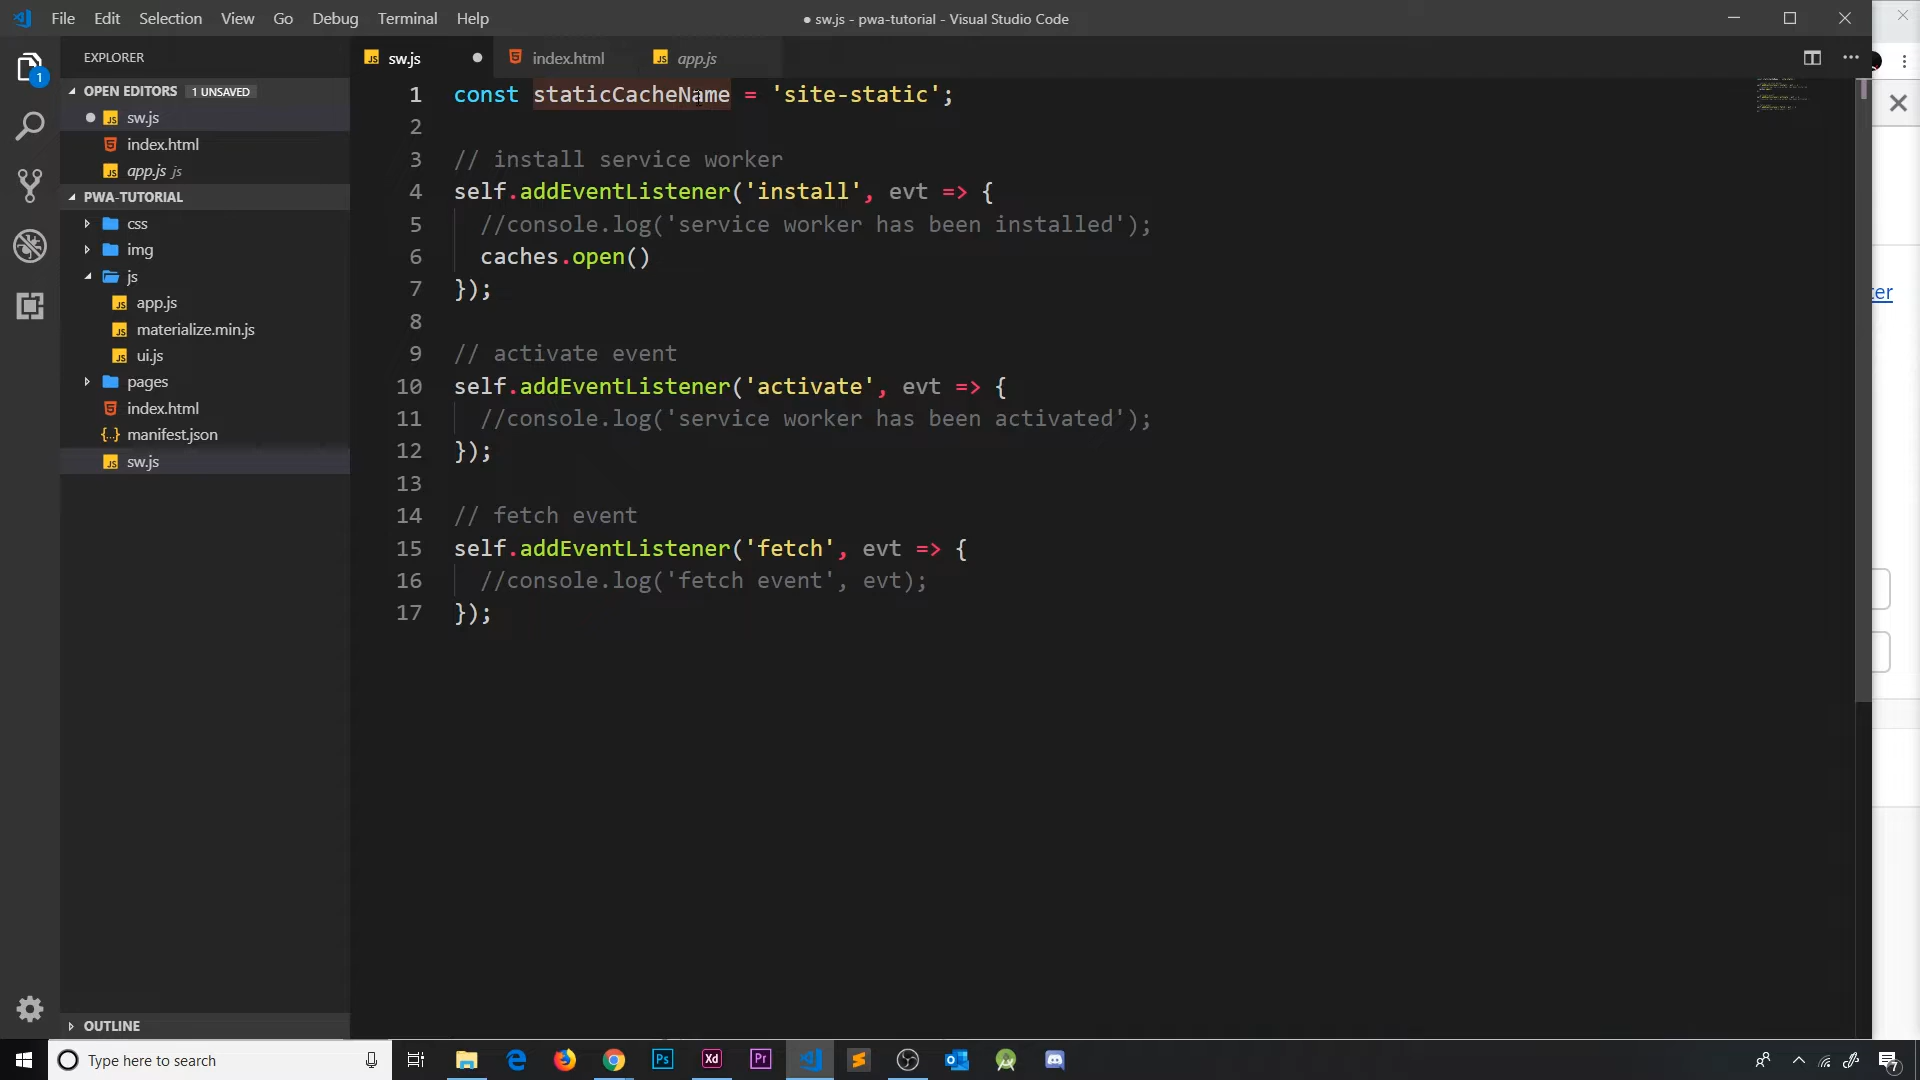 File Edit Selection View Go Debug Terminal Help
● sw.js - pwa-tutorial - Visual Studio Code
EXPLORER
OPEN EDITORS 1 UNSAVED
sw.js
index.html
app.js js
PWA-TUTORIAL
css
img
js
app.js
materialize.min.js
ui.js
pages
index.html
manifest.json
sw.js
OUTLINE
1
sw.js
index.html
app.js
1 const staticCacheName = 'site-static';
2
3 // install service worker
4 self.addEventListener('install', evt => {
5 //console.log('service worker has been installed');
6 caches.open()
7 });
8
9 // activate event
10 self.addEventListener('activate', evt => {
11 //console.log('service worker has been activated');
12 });
13
14 // fetch event
15 self.addEventListener('fetch', evt => {
16 //console.log('fetch event', evt);
17 });
ter
Type here to search
Ps
Xd
Pr
7